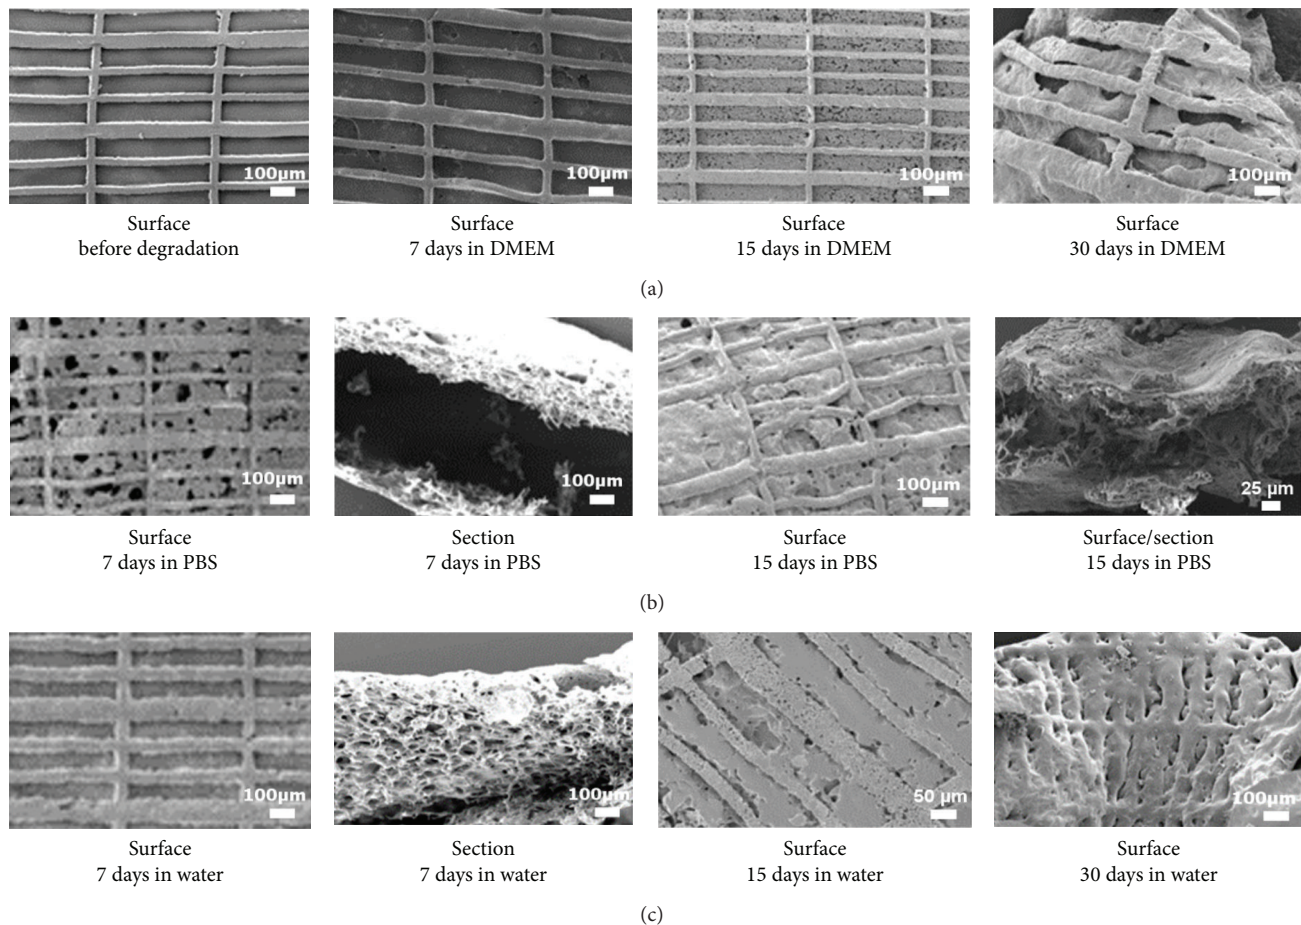 100µm
100µm
100µm
100µm
Surface
before degradation
Surface
7 days in DMEM
Surface
15 days in DMEM
Surface
30 days in DMEM
(a)
100µm
100µm
100µm
25 µm
Surface
7 days in PBS
Section
7 days in PBS
Surface
15 days in PBS
Surface/section
15 days in PBS
(b)
100µm
100µm
50 µm
100µm
Surface
7 days in water
Section
7 days in water
Surface
15 days in water
Surface
30 days in water
(c)